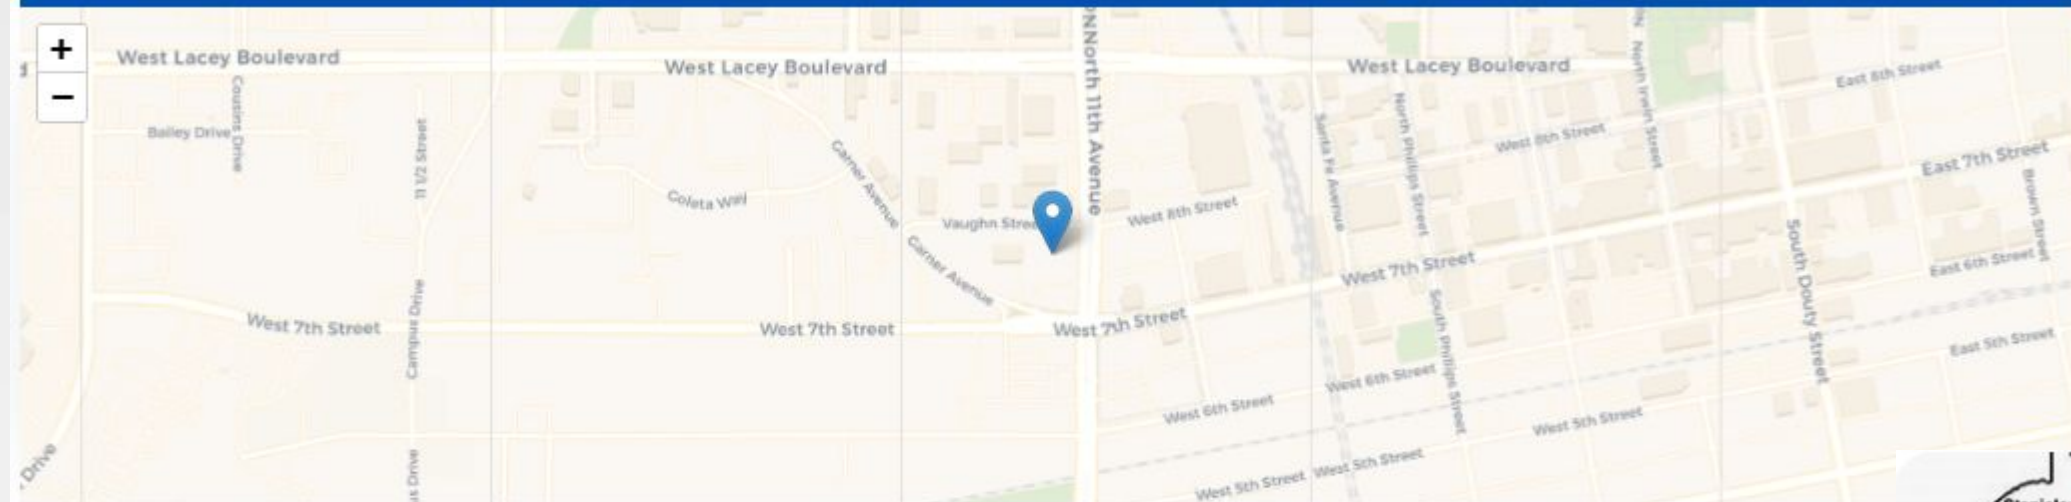 +
−
West Lacey Boulevard
West Lacey Boulevard
West Lacey Boulevard
North 11th Avenue
East 8th Street
Cousins Drive
Bailey Drive
11 1/2 Street
Garner Avenue
Santa Fe Avenue
North Phillips Street
West 8th Street
North Irwin Street
East 7th Street
Coleta Way
Vaughn Street
West 8th Street
Brown Street
Garner Avenue
West 7th Street
South Douty Street
East 6th Street
Campus Drive
West 7th Street
West 7th Street
West 7th Street
South Phillips Street
East 5th Street
West 6th Street
West 6th Street
West 5th Street
Drive
us Drive
West 5th Street
West 5th Street